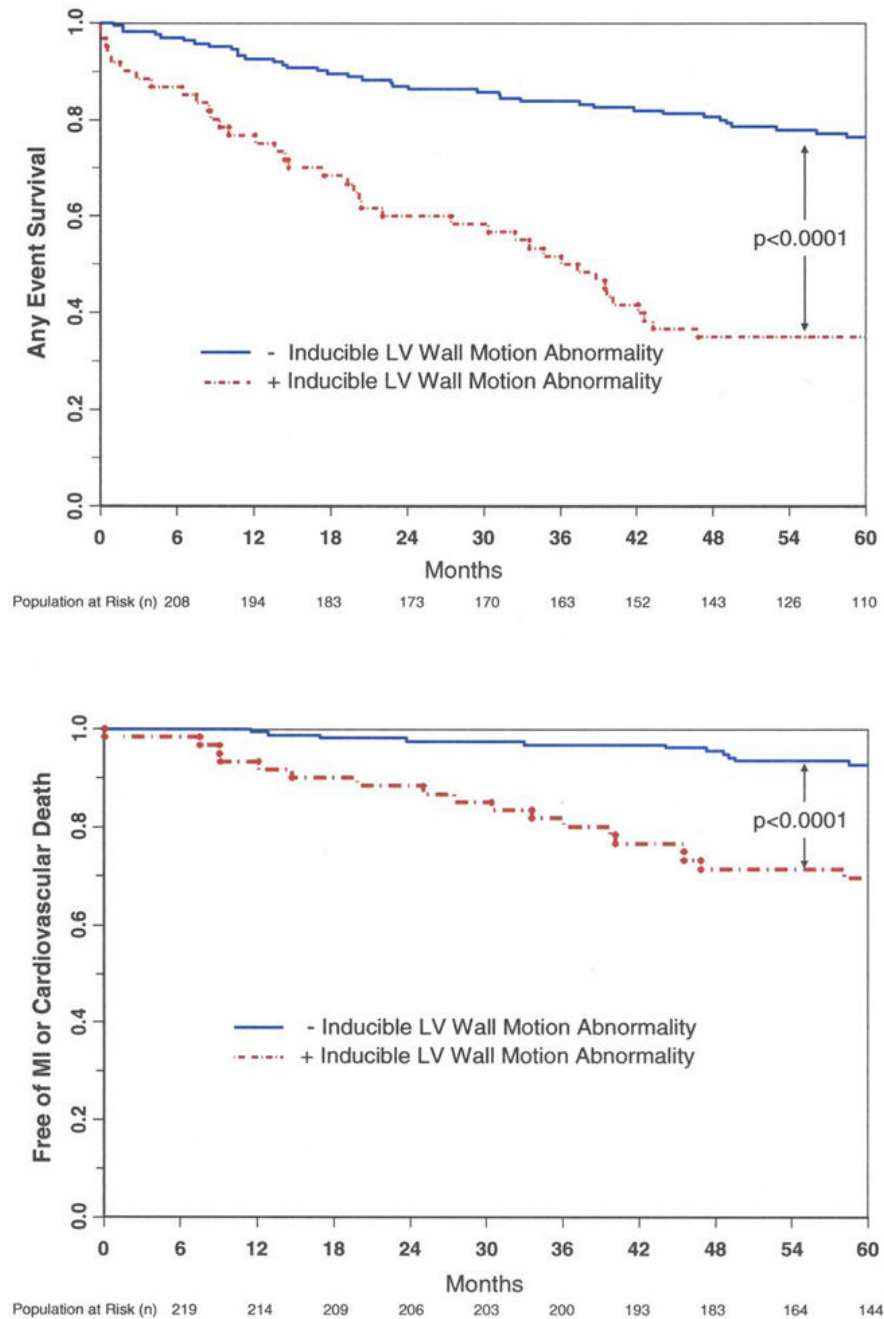 Any Event Survival
1.0
0.8
0.6
0.4
0.2
0.0
p<0.0001
- Inducible LV Wall Motion Abnormality
+ Inducible LV Wall Motion Abnormality
0 6 12 18 24 30 36 42 48 54 60
Months
Population at Risk (n) 208 194 183 173 170 163 152 143 126 110
Free of MI or Cardiovascular Death
1.0
0.8
0.6
0.4
0.2
0.0
p<0.0001
- Inducible LV Wall Motion Abnormality
+ Inducible LV Wall Motion Abnormality
0 6 12 18 24 30 36 42 48 54 60
Months
Population at Risk (n) 219 214 209 206 203 200 193 183 164 144